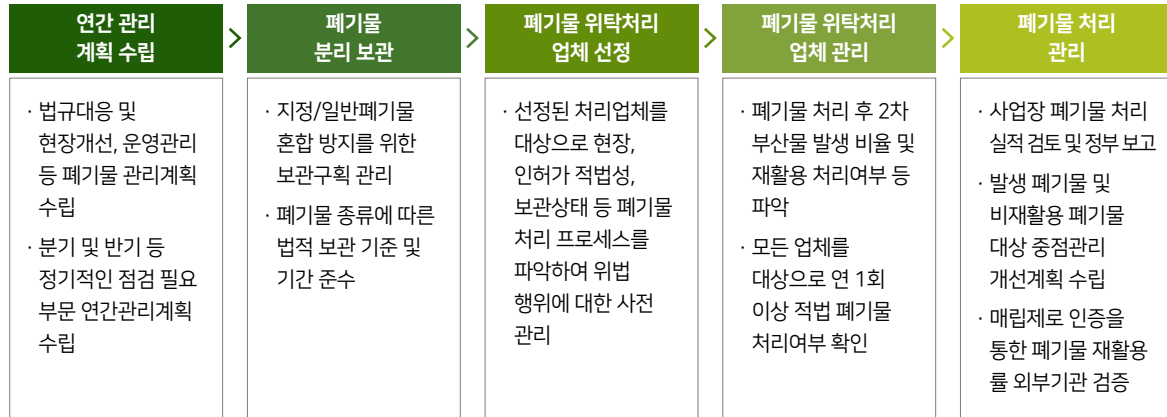 연간 관리
계획 수립
폐기물
분리 보관
폐기물 위탁처리
업체 선정
폐기물 위탁처리
업체 관리
폐기물 처리
관리
· 법규대응 및
현장개선, 운영관리
등 폐기물 관리계획
수립
· 분기 및 반기 등
정기적인 점검 필요
부문 연간관리계획
수립
· 지정/일반폐기물
혼합 방지를 위한
보관구획 관리
· 폐기물 종류에 따른
법적 보관 기준 및
기간 준수
· 선정된 처리업체를
대상으로 현장,
인허가 적법성,
보관상태 등 폐기물
처리 프로세스를
파악하여 위법
행위에 대한 사전
관리
· 폐기물 처리 후 2차
부산물 발생 비율 및
재활용 처리여부 등
파악
· 모든 업체를
대상으로 연 1회
이상 적법 폐기물
처리여부 확인
· 사업장 폐기물 처리
실적 검토 및 정부 보고
· 발생 폐기물 및
비재활용 폐기물
대상 중점관리
개선계획 수립
· 매립제로 인증을
통한 폐기물 재활용
률 외부기관 검증